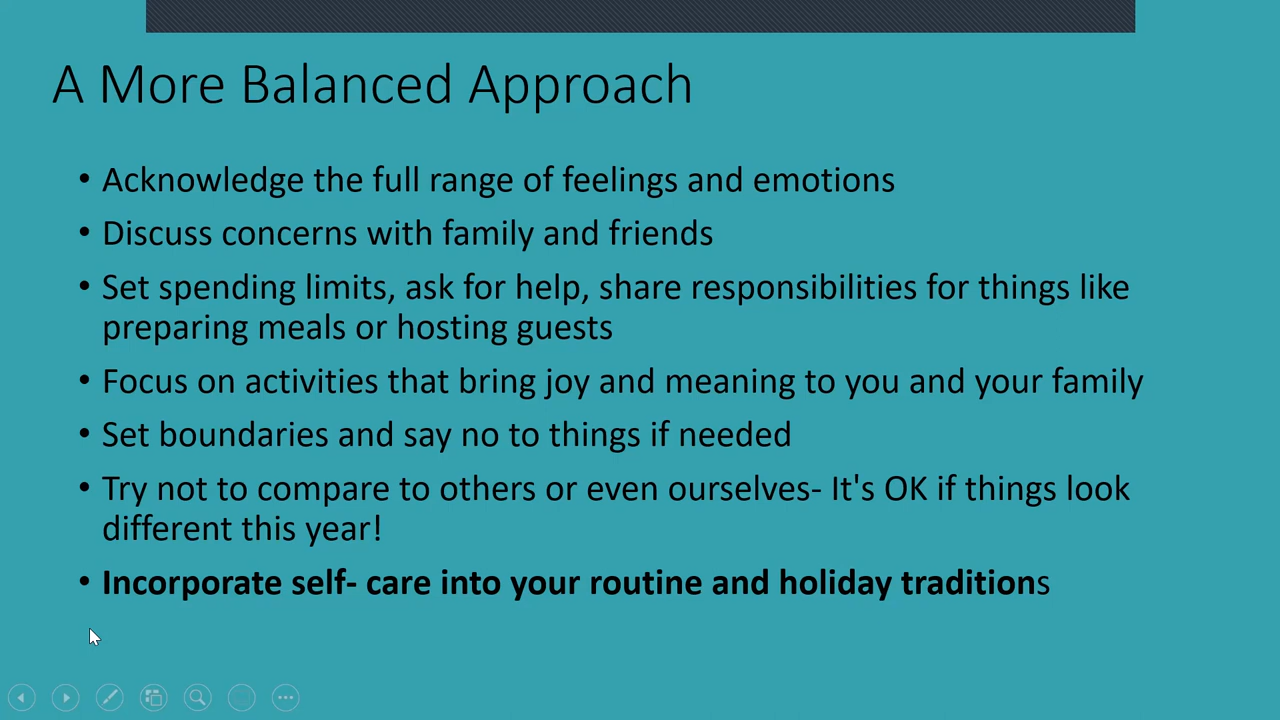 A More Balanced Approach
• Acknowledge the full range of feelings and emotions
• Discuss concerns with family and friends
• Set spending limits, ask for help, share responsibilities for things like
preparing meals or hosting guests
• Focus on activities that bring joy and meaning to you and your family
• Set boundaries and say no to things if needed
• Try not to compare to others or even ourselves- It's OK if things look
different this year!
• Incorporate self- care into your routine and holiday traditions